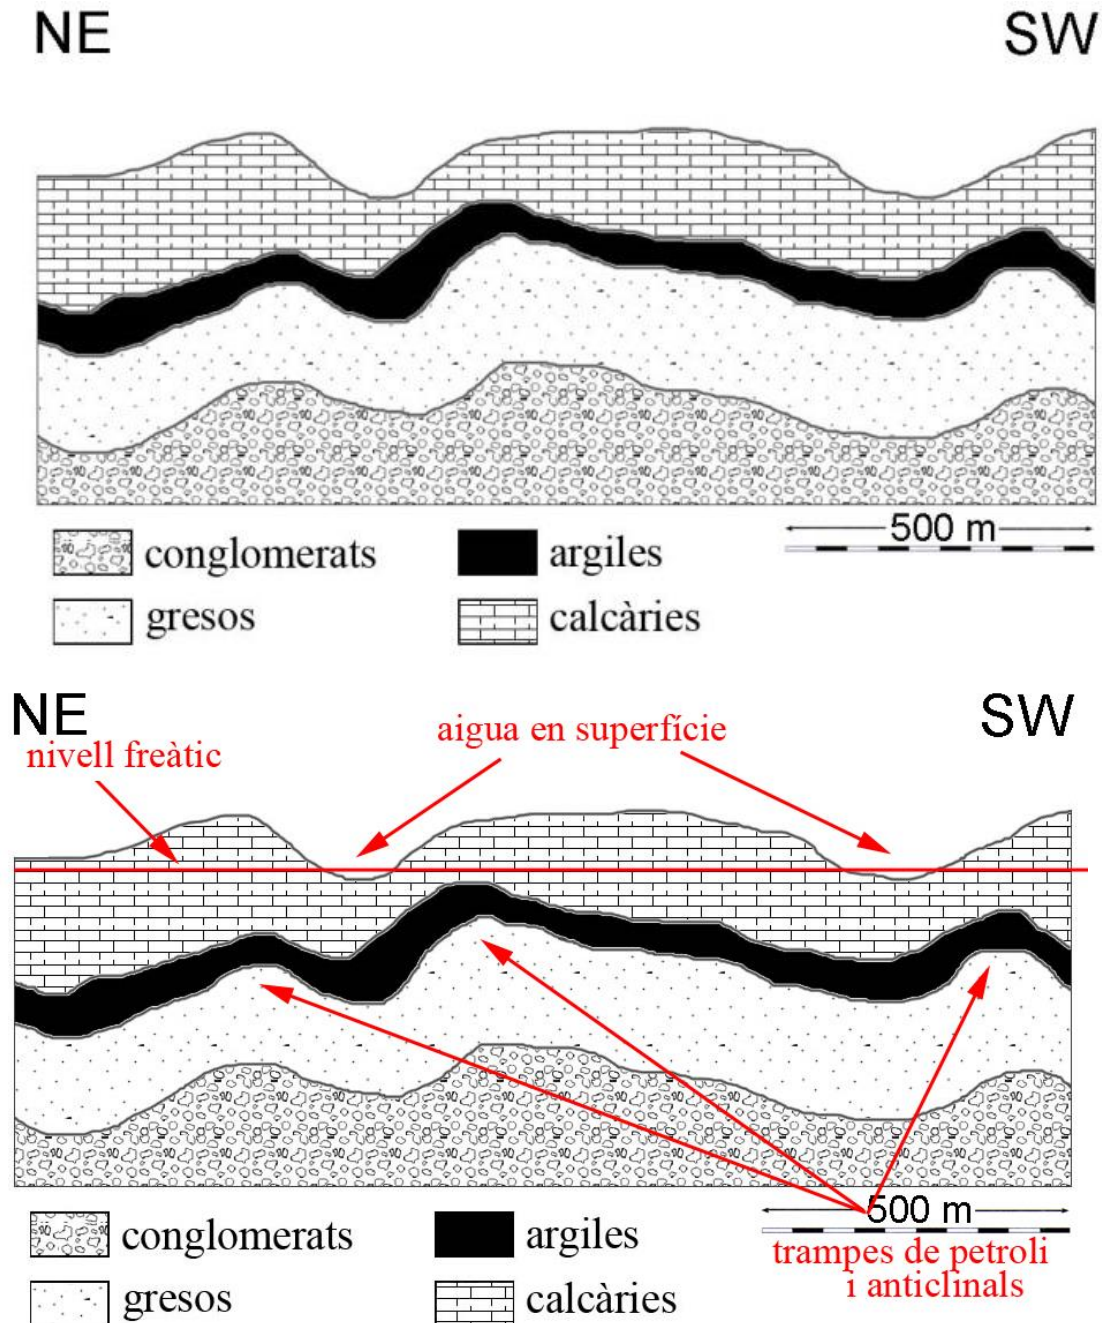 NE SW
conglomerats argiles 500 m
gresos calcàries
NE SW
nivell freàtic aigua en superfície
conglomerats argiles 500 m
trampes de petroli
i anticlinals
gresos calcàries